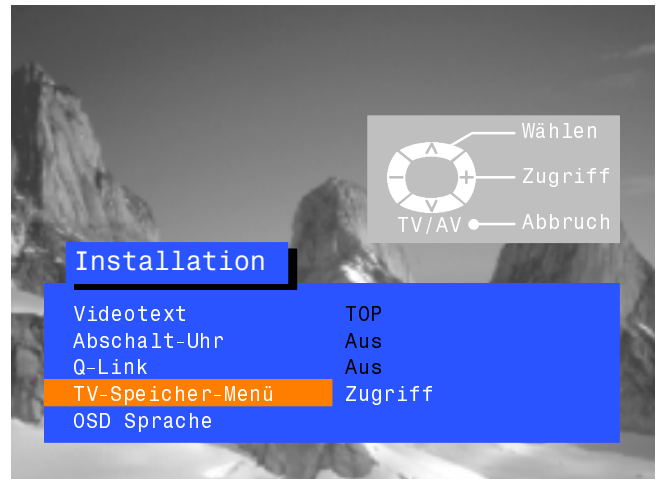 Wählen
Zugriff
TV/AV Abbruch
Installation
Videotext TOP
Abschalt-Uhr Aus
Q-Link Aus
TV-Speicher-Menü Zugriff
OSD Sprache